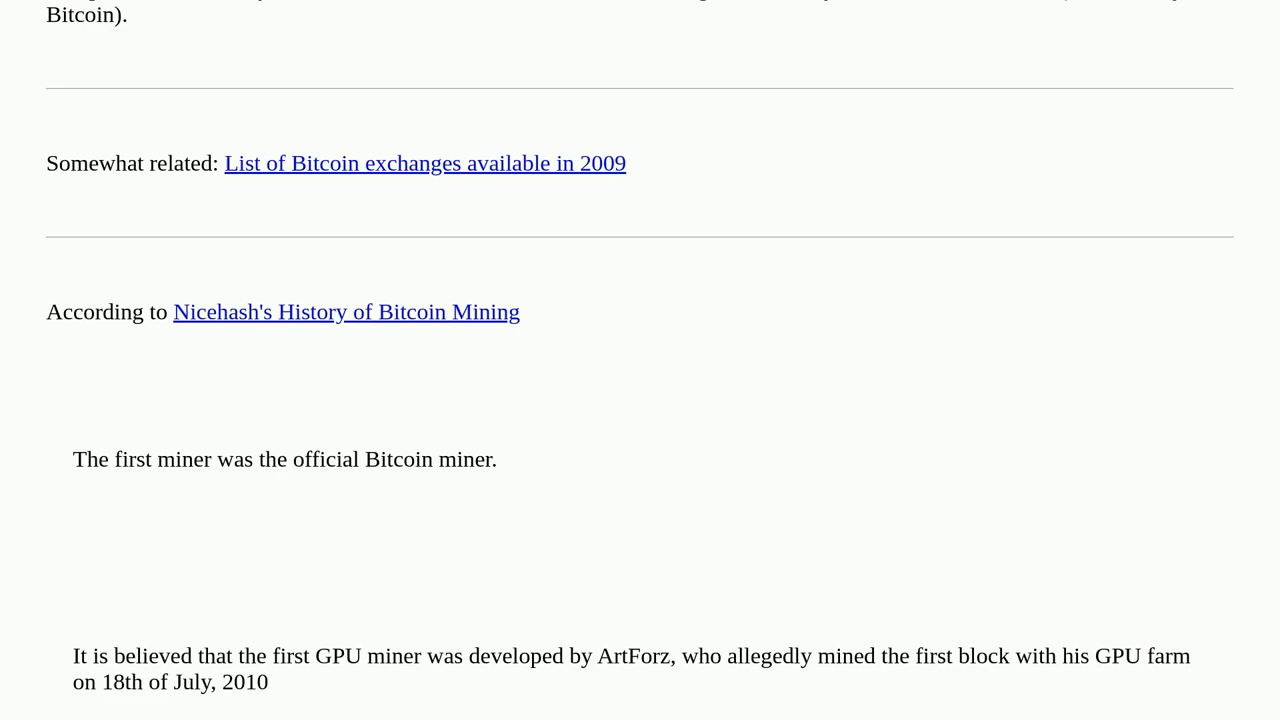 Bitcoin).
Somewhat related: List of Bitcoin exchanges available in 2009
According to Nicehash's History of Bitcoin Mining
The first miner was the official Bitcoin miner.
It is believed that the first GPU miner was developed by ArtForz, who allegedly mined the first block with his GPU farm
on 18th of July, 2010